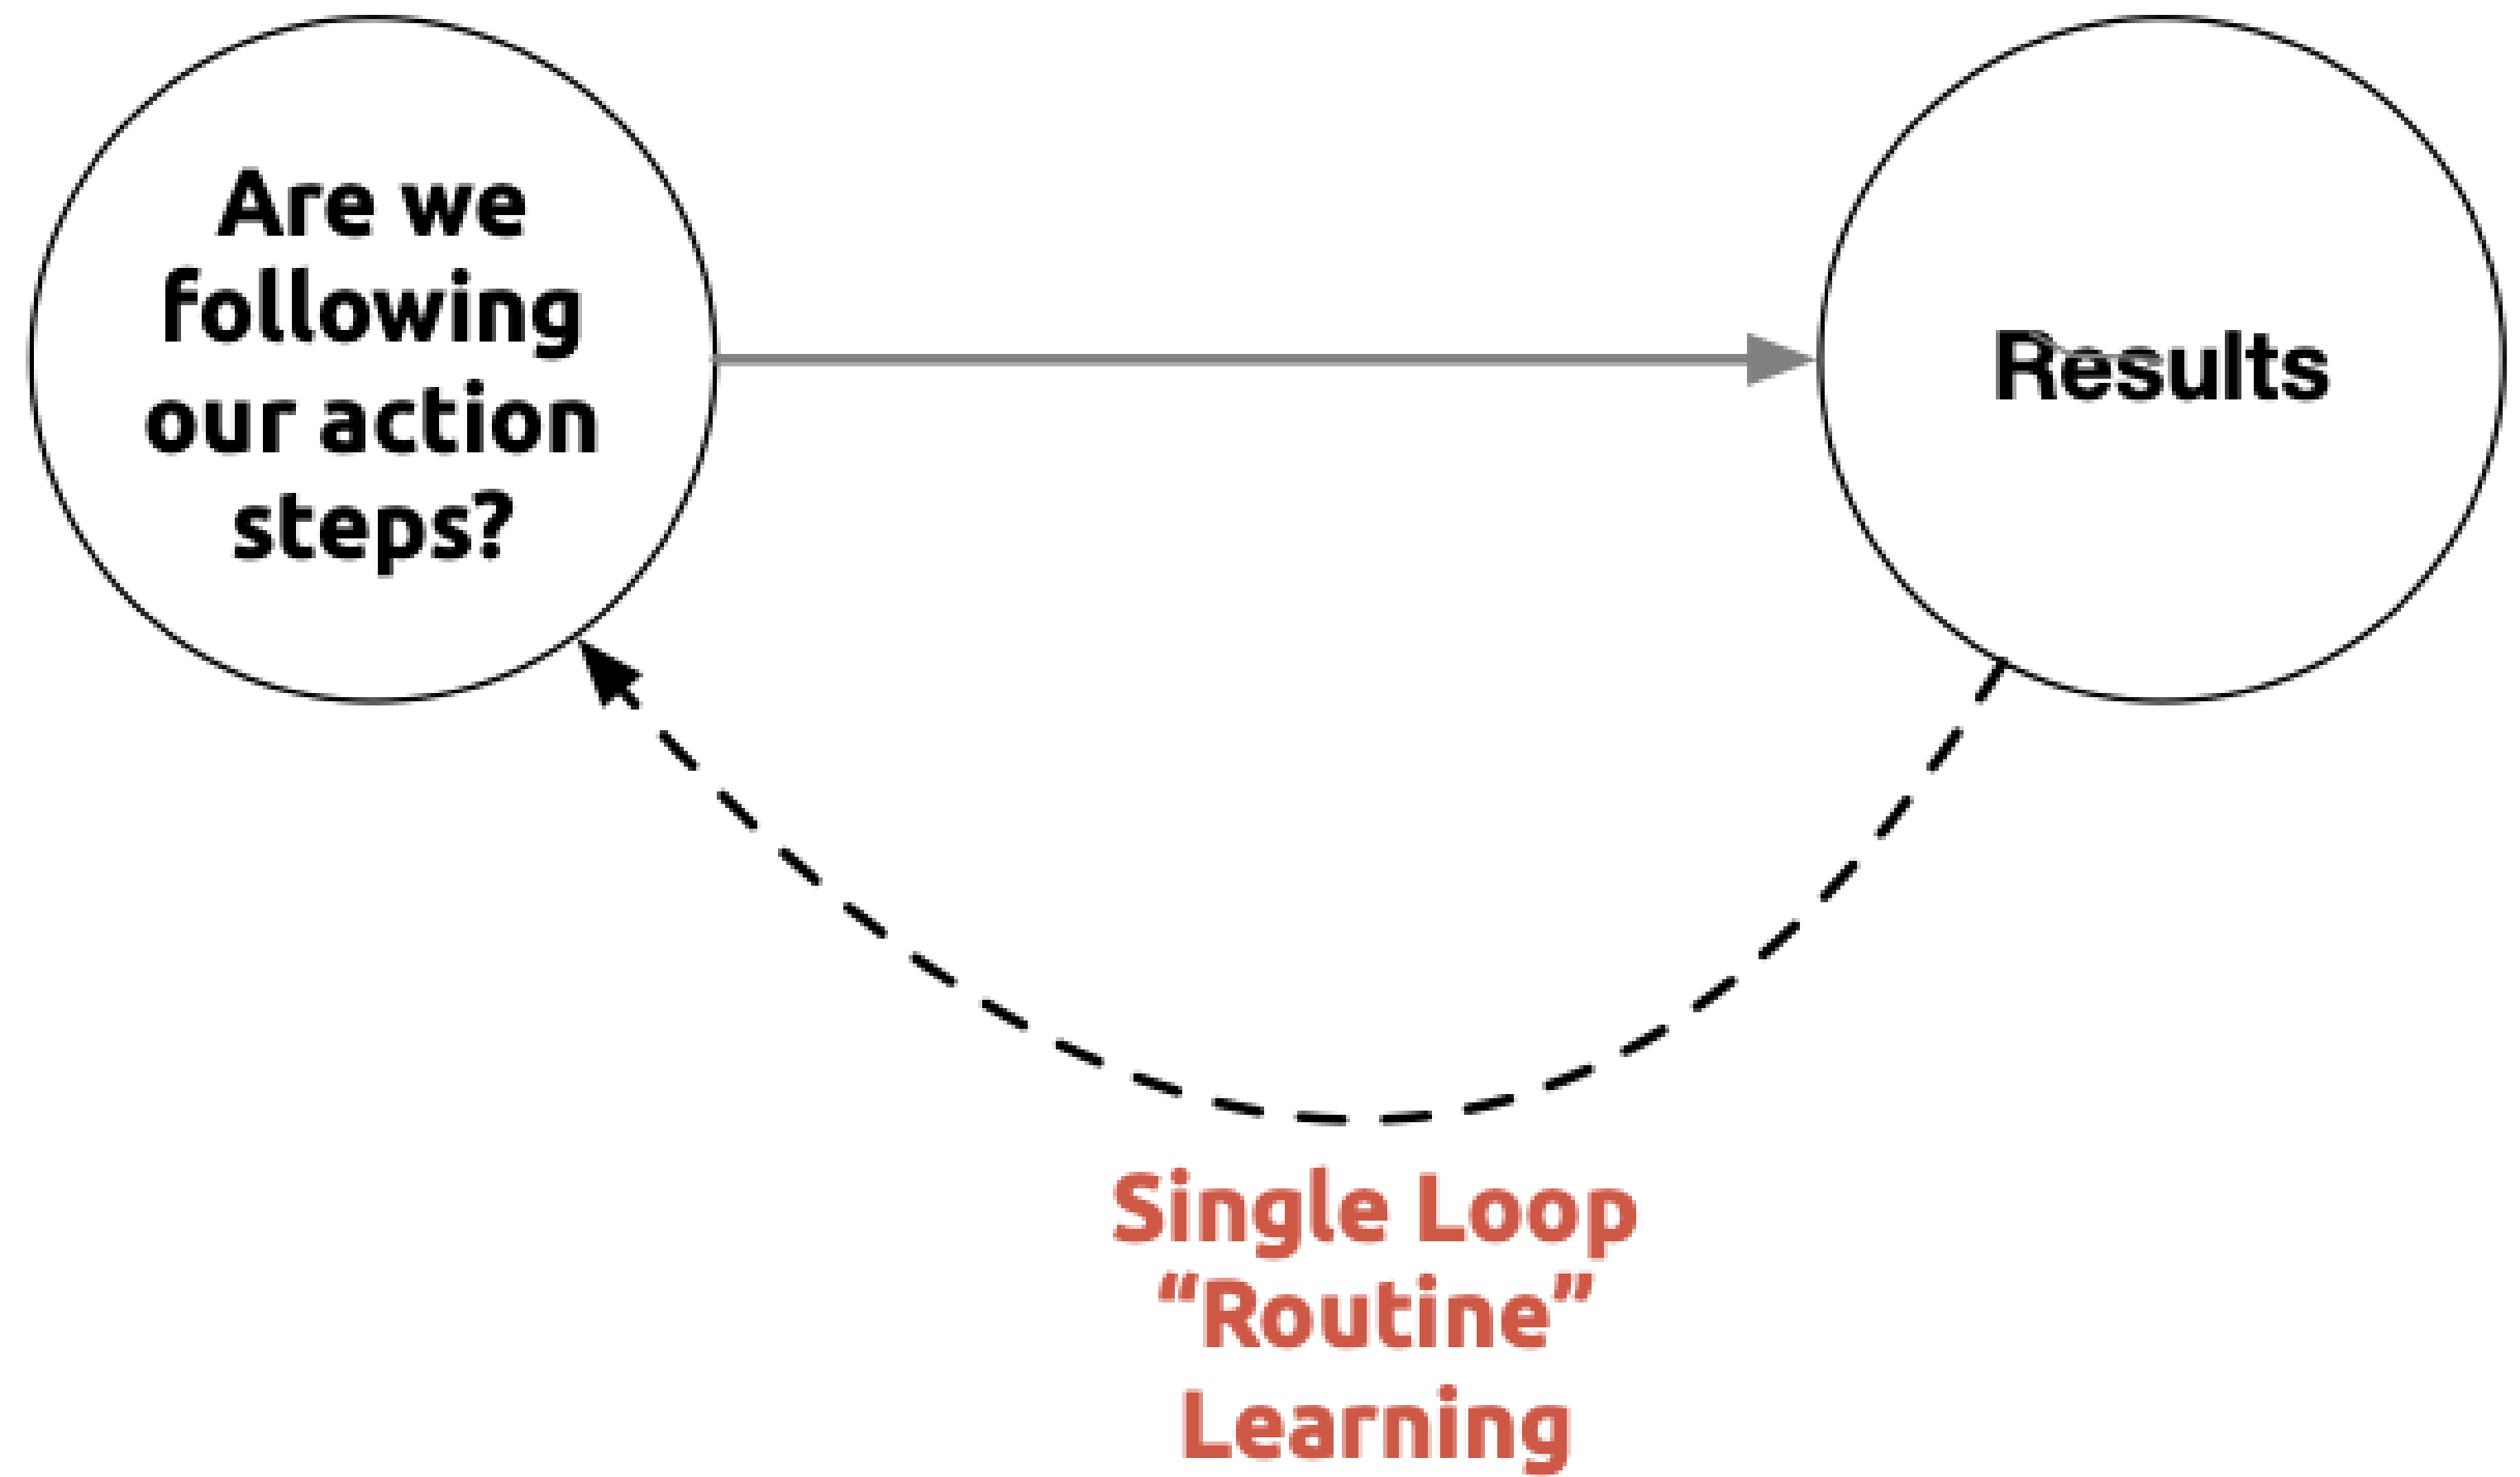 Are we
following
our action
steps?
Results
Single Loop
“Routine”
Learning